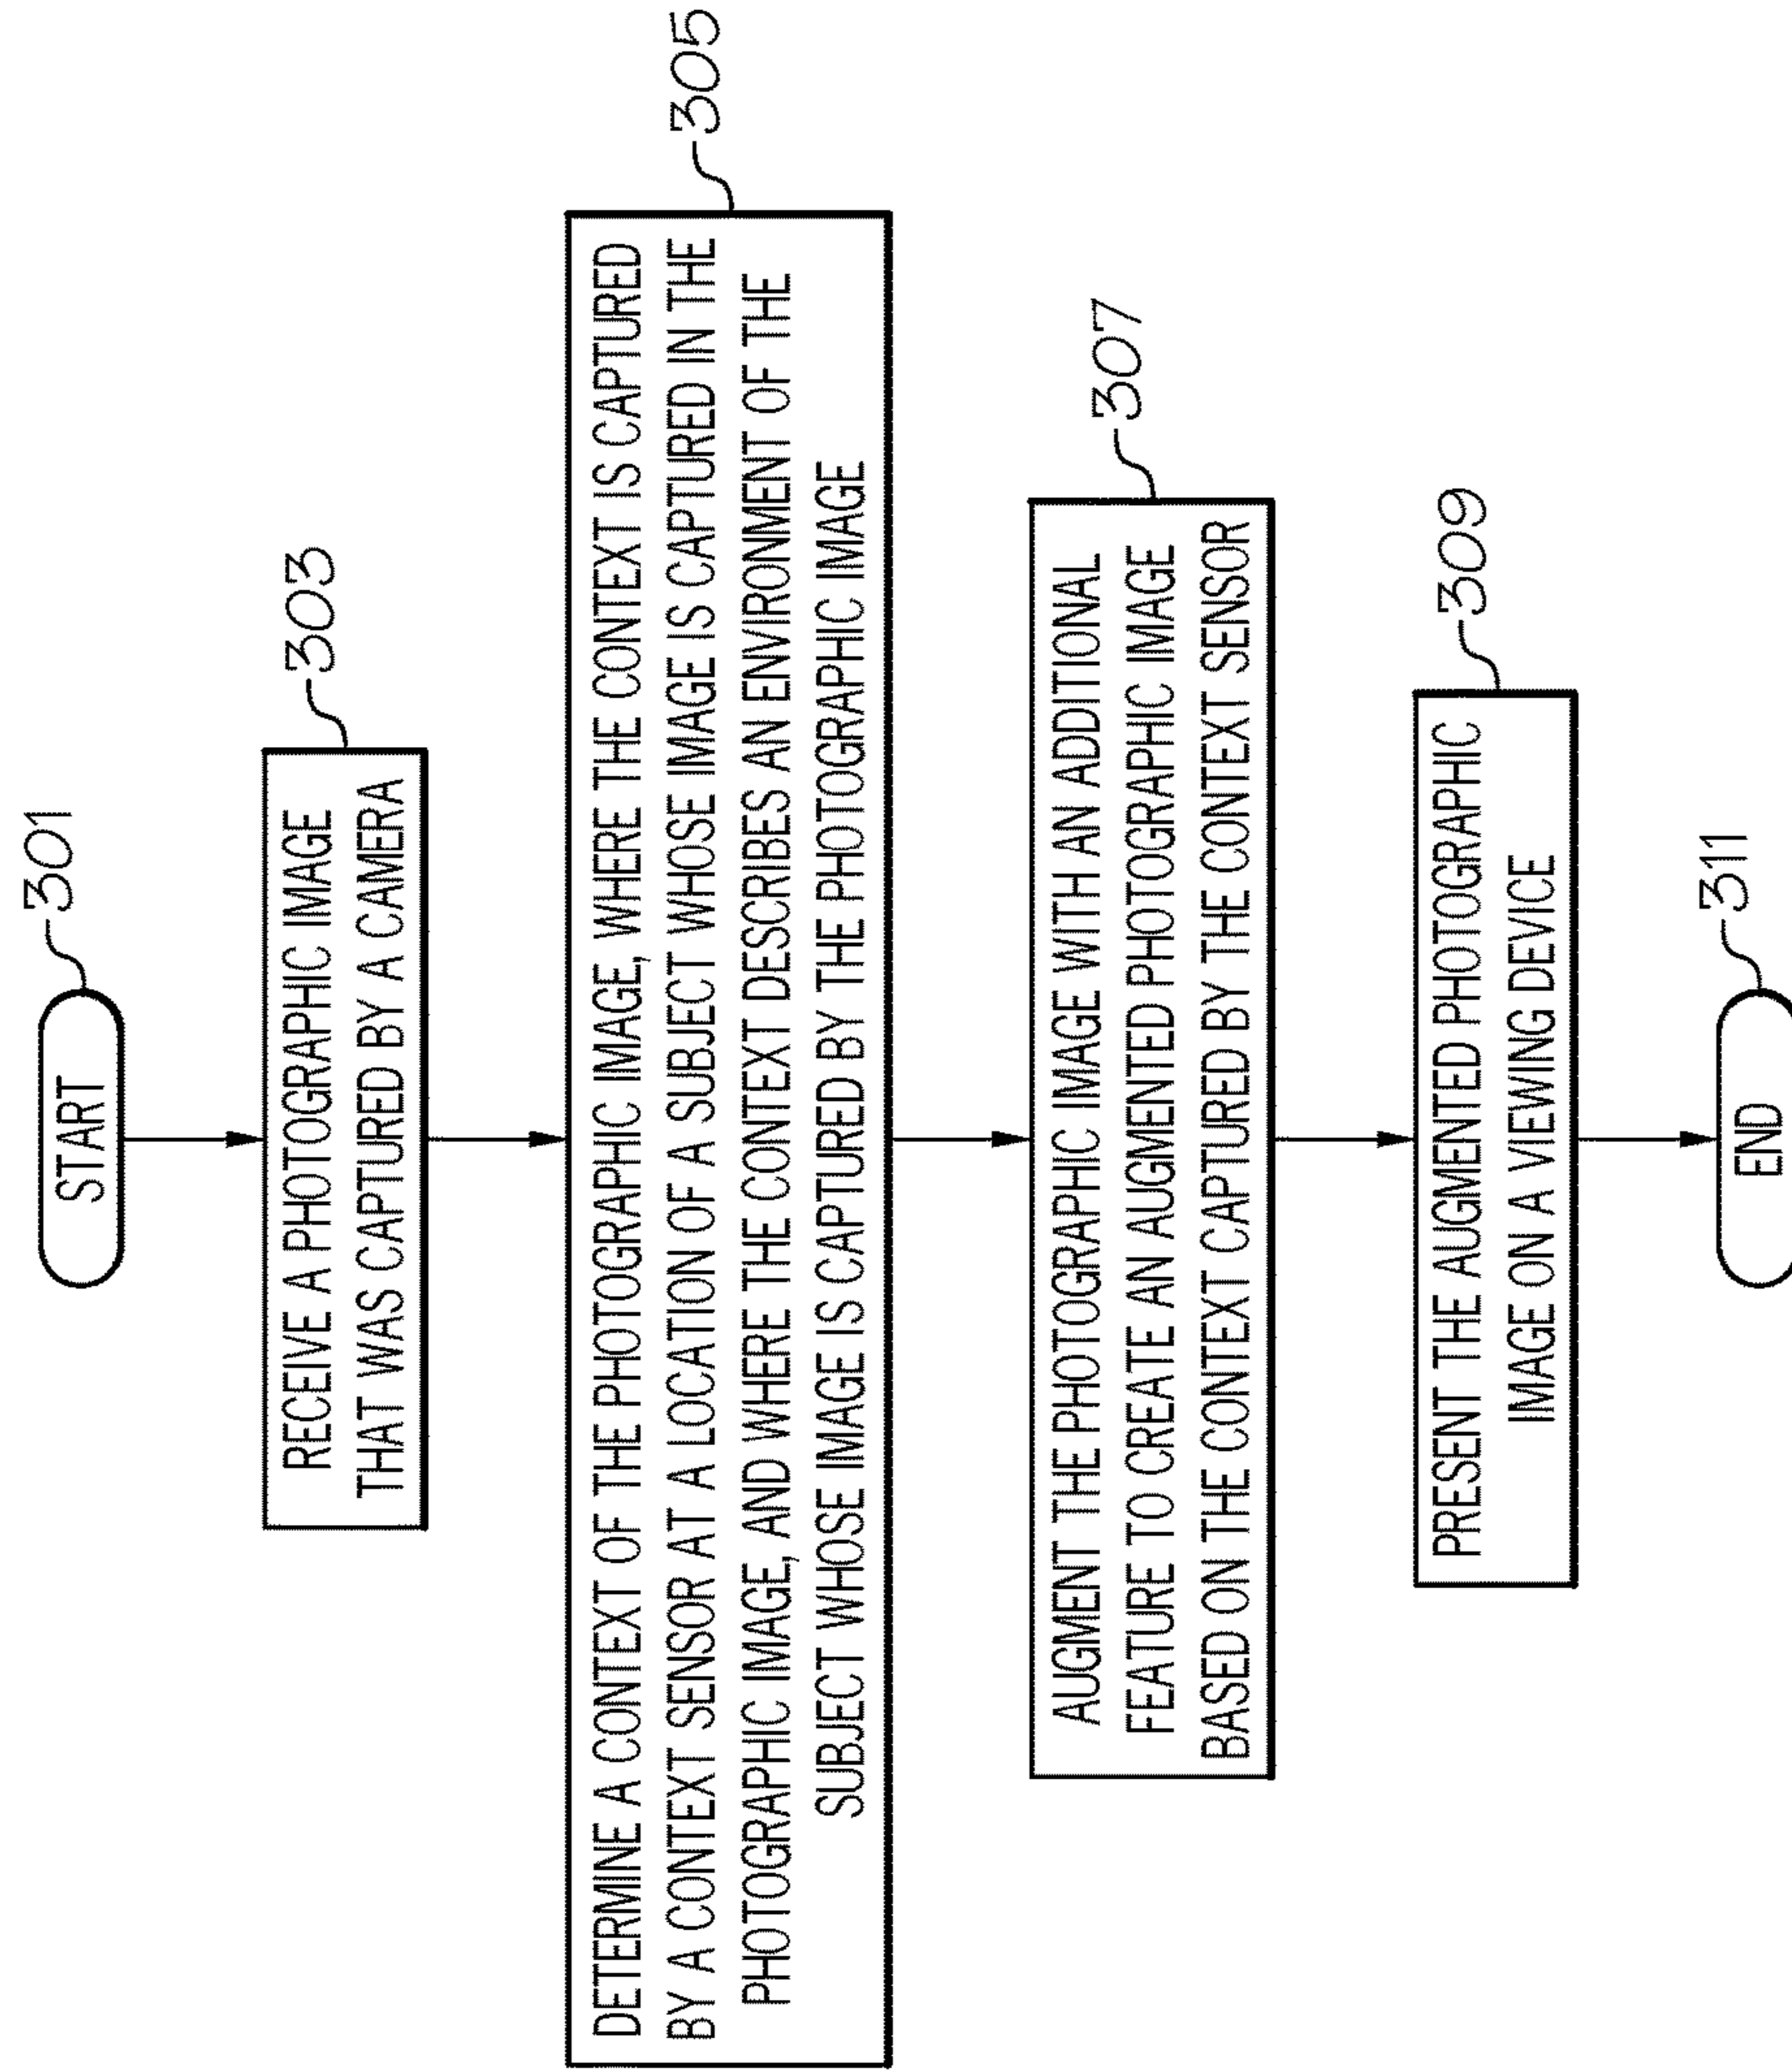 START
301
RECEIVE A PHOTOGRAPHIC IMAGE
THAT WAS CAPTURED BY A CAMERA
303
DETERMINE A CONTEXT OF THE PHOTOGRAPHIC IMAGE, WHERE THE CONTEXT IS CAPTURED
BY A CONTEXT SENSOR AT A LOCATION OF A SUBJECT WHOSE IMAGE IS CAPTURED IN THE
PHOTOGRAPHIC IMAGE, AND WHERE THE CONTEXT DESCRIBES AN ENVIRONMENT OF THE
SUBJECT WHOSE IMAGE IS CAPTURED BY THE PHOTOGRAPHIC IMAGE
305
AUGMENT THE PHOTOGRAPHIC IMAGE WITH AN ADDITIONAL
FEATURE TO CREATE AN AUGMENTED PHOTOGRAPHIC IMAGE
BASED ON THE CONTEXT CAPTURED BY THE CONTEXT SENSOR
307
PRESENT THE AUGMENTED PHOTOGRAPHIC
IMAGE ON A VIEWING DEVICE
309
END
311